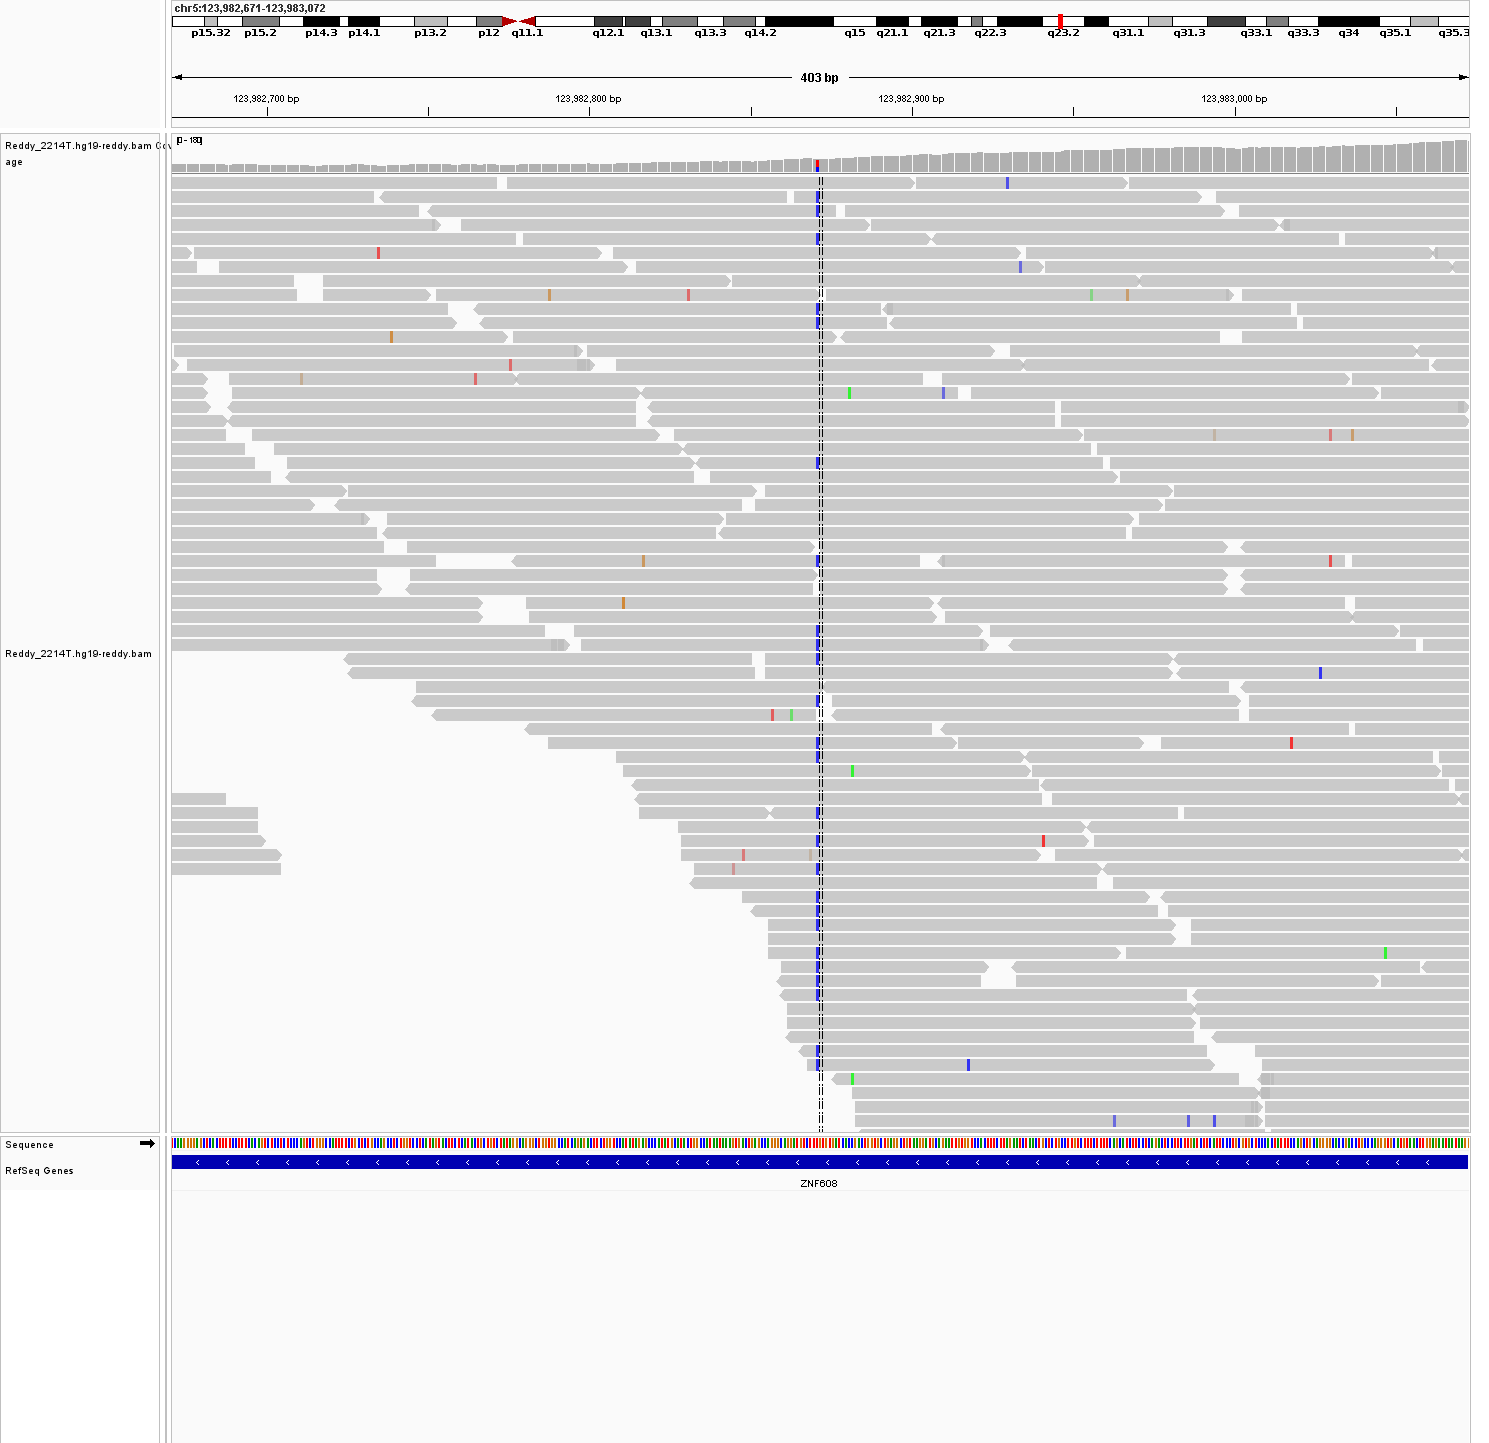 chr5:123,982,671-123,983,072
p15.32 p15.2 p14.3 p14.1 p13.2 p12 q11.1 q12.1 q13.1 q13.3 q14.2 q15 q21.1 q21.3 q22.3 q23.2 q31.1 q31.3 q33.1 q33.3 q34 q35.1 q35.3
403 bp
123,982,700 bp 123,982,800 bp 123,982,900 bp 123,983,000 bp
[0 - 180]
Reddy_2214T.hg19-reddy.bam Cov
age
Reddy_2214T.hg19-reddy.bam
Sequence
RefSeq Genes
ZNF608